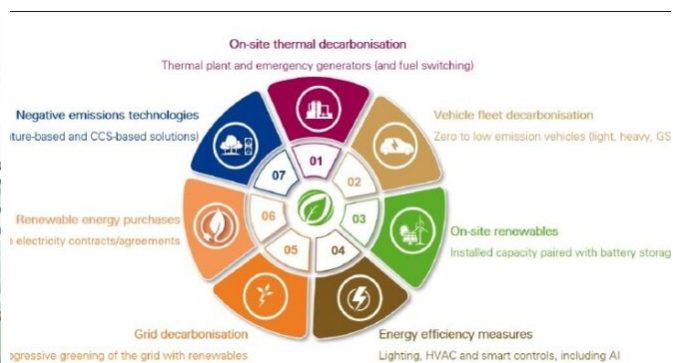 On-site thermal decarbonisation
Thermal plant and emergency generators (and fuel switching)
Vehicle fleet decarbonisation
Zero to low emission vehicles (light, heavy, GS
On-site renewables
Installed capacity paired with battery storag
Energy efficiency measures
Lighting, HVAC and smart controls, including AI
Grid decarbonisation
ogressive greening of the grid with renewables
Renewable energy purchases
e electricity contracts/agreements
Negative emissions technologies
ture-based and CCS-based solutions)
01
02
03
04
05
06
07